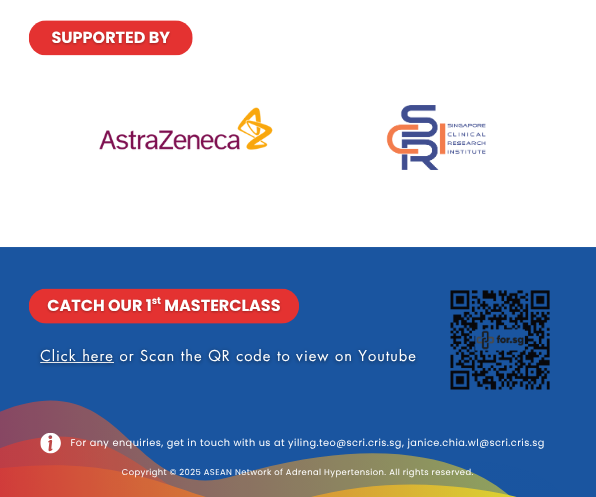 SUPPORTED BY
AstraZeneca
SCRI
SINGAPORE
CLINICAL
RESEARCH
INSTITUTE
CATCH OUR 1st MASTERCLASS
for.sg
Click here or Scan the QR code to view on Youtube
i For any enquiries, get in touch with us at yiling.teo@scri.cris.sg, janice.chia.wl@scri.cris.sg
Copyright © 2025 ASEAN Network of Adrenal Hypertension. All rights reserved.